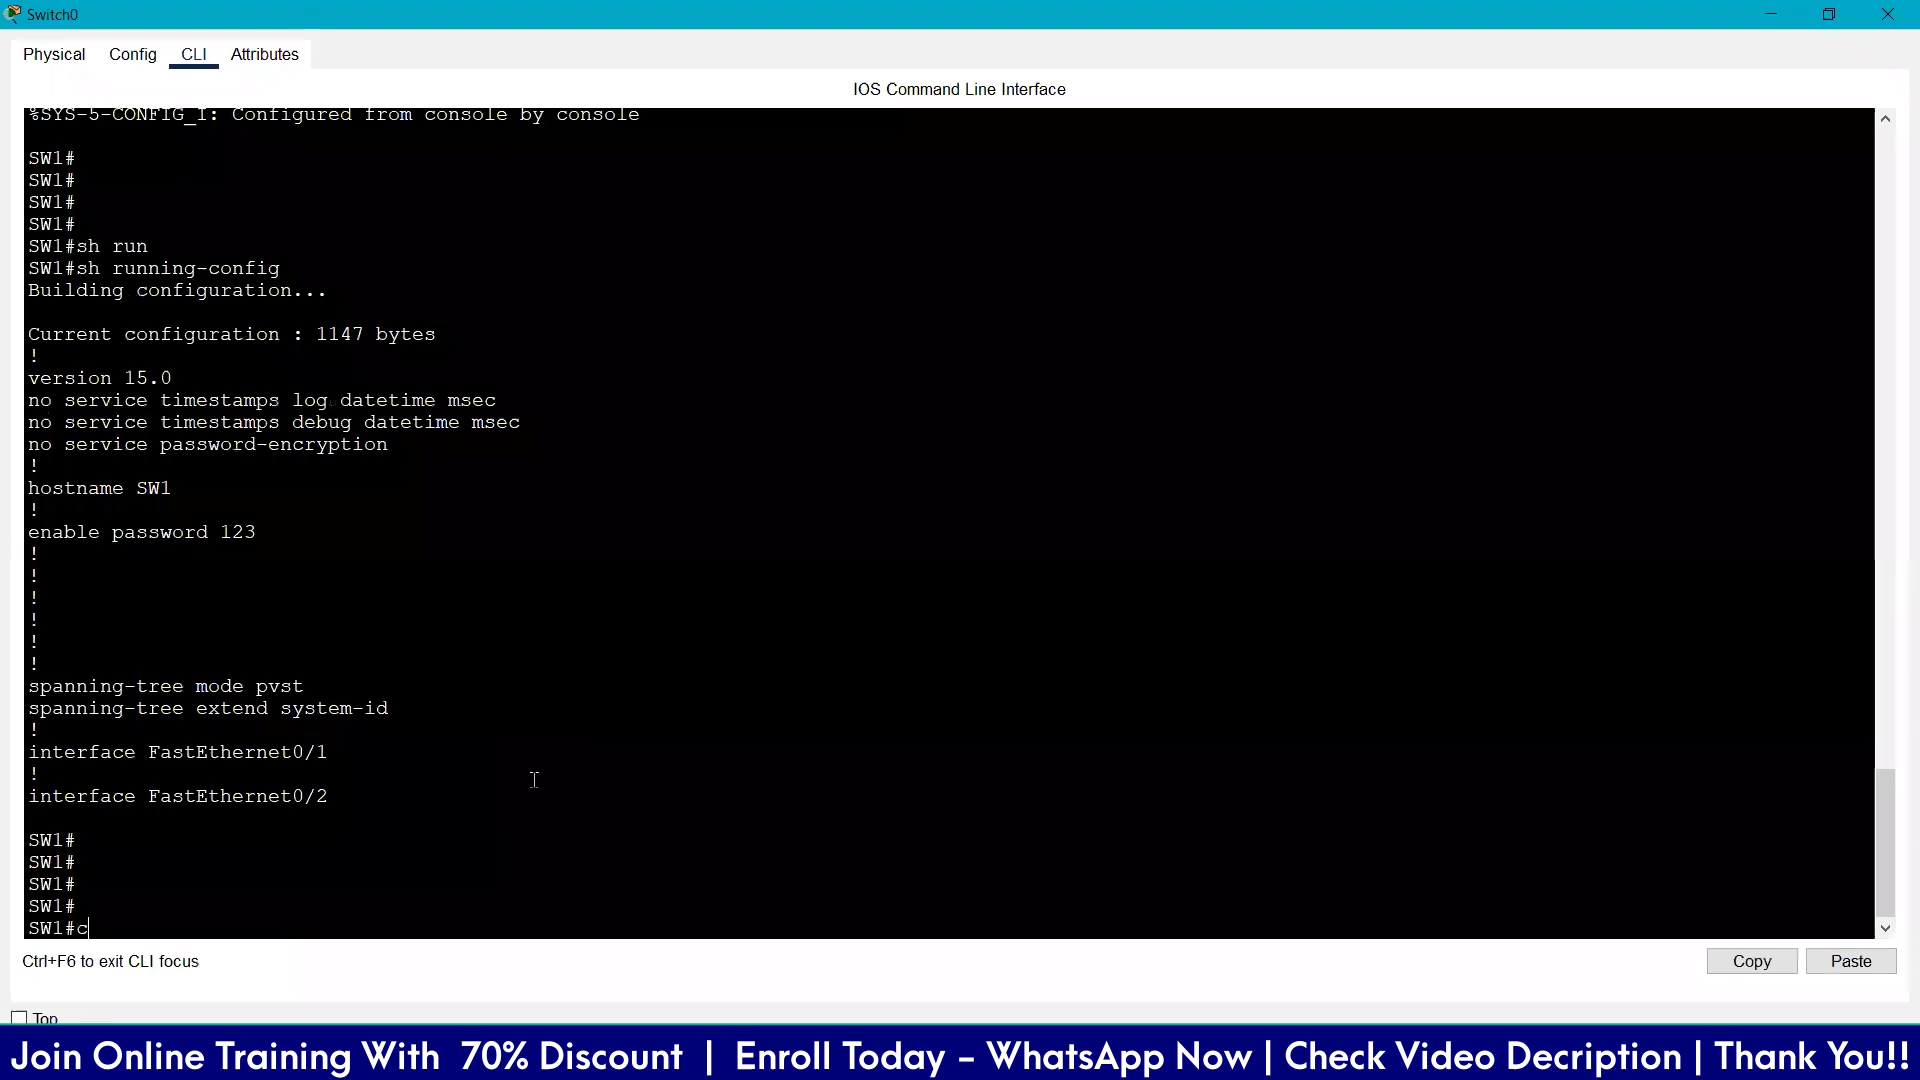 Switch0
Physical Config CLI Attributes
IOS Command Line Interface
%SYS-5-CONFIG_I: Configured from console by console
SW1#
SW1#
SW1#
SW1#
SW1#sh run
SW1#sh running-config
Building configuration...
Current configuration : 1147 bytes
!
version 15.0
no service timestamps log datetime msec
no service timestamps debug datetime msec
no service password-encryption
!
hostname SW1
!
enable password 123
!
!
!
!
!
!
spanning-tree mode pvst
spanning-tree extend system-id
!
interface FastEthernet0/1
!
interface FastEthernet0/2
SW1#
SW1#
SW1#
SW1#
SW1#c
Ctrl+F6 to exit CLI focus
Copy Paste
Top
Join Online Training With 70% Discount | Enroll Today - WhatsApp Now | Check Video Decription | Thank You!!